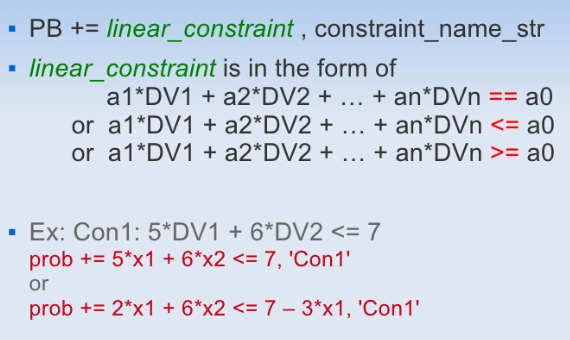 ▪ PB += linear_constraint , constraint_name_str
▪ linear_constraint is in the form of
a1*DV1 + a2*DV2 + … + an*DVn == a0
or a1*DV1 + a2*DV2 + … + an*DVn <= a0
or a1*DV1 + a2*DV2 + … + an*DVn >= a0
▪ Ex: Con1: 5*DV1 + 6*DV2 <= 7
prob += 5*x1 + 6*x2 <= 7, 'Con1'
or
prob += 2*x1 + 6*x2 <= 7 – 3*x1, 'Con1'